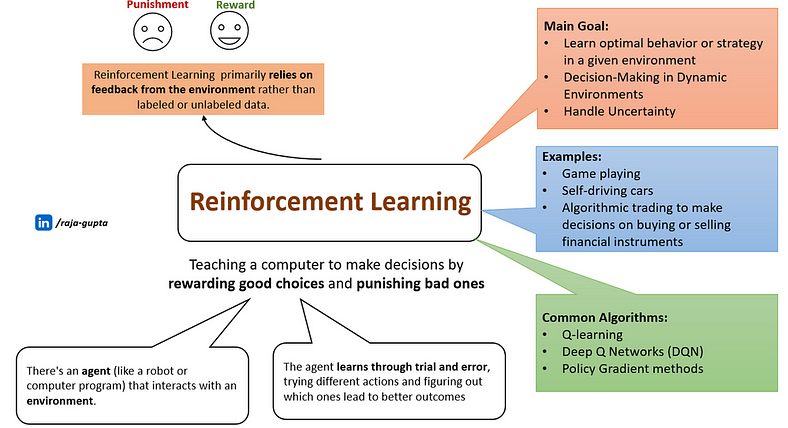 Punishment
Reward
Reinforcement Learning primarily relies on
feedback from the environment rather than
labeled or unlabeled data.
Main Goal:
• Learn optimal behavior or strategy
in a given environment
• Decision-Making in Dynamic
Environments
• Handle Uncertainty
Examples:
• Game playing
• Self-driving cars
• Algorithmic trading to make
decisions on buying or selling
financial instruments
Reinforcement Learning
in /raja-gupta
Teaching a computer to make decisions by
rewarding good choices and punishing bad ones
Common Algorithms:
• Q-learning
• Deep Q Networks (DQN)
• Policy Gradient methods
There's an agent (like a robot or
computer program) that interacts with an
environment.
The agent learns through trial and error,
trying different actions and figuring out
which ones lead to better outcomes